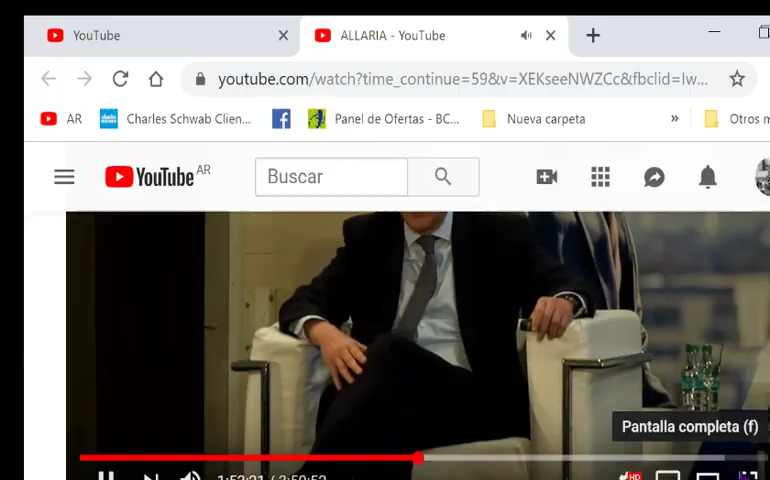 YouTube
ALLARIA - YouTube
youtube.com/watch?time_continue=59&v=XEKseeNWZCc&fbclid=Iw...
AR
Charles Schwab Clien...
Panel de Ofertas - BC...
Nueva carpeta
»
Otros m
YouTube AR
Buscar
Pantalla completa (f)
HD